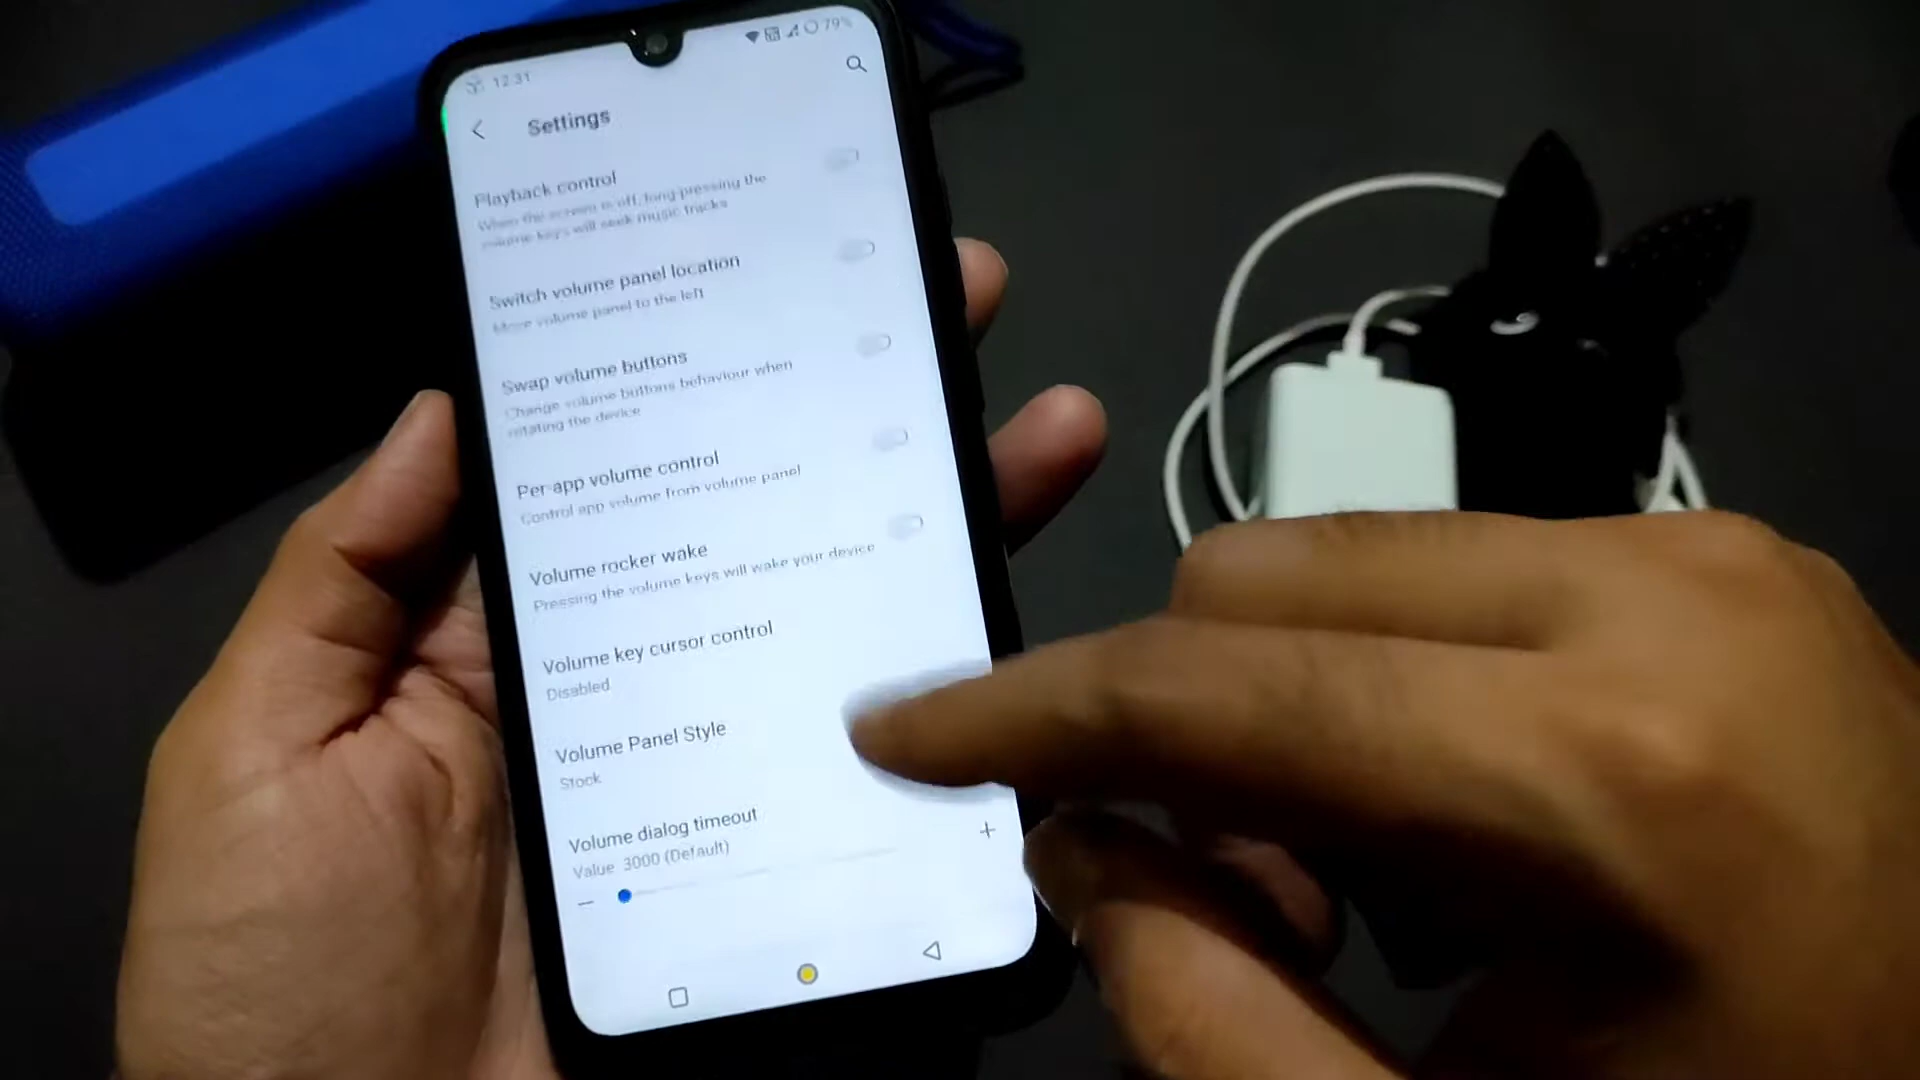 12:31
79%
Settings
Playback control
When the screen is off, long pressing the
volume keys will seek music tracks
Switch volume panel location
Move volume panel to the left
Swap volume buttons
Change volume buttons behaviour when
rotating the device
Per-app volume control
Control app volume from volume panel
Volume rocker wake
Pressing the volume keys will wake your device
Volume key cursor control
Disabled
Volume Panel Style
Stock
Volume dialog timeout
Value 3000 (Default)